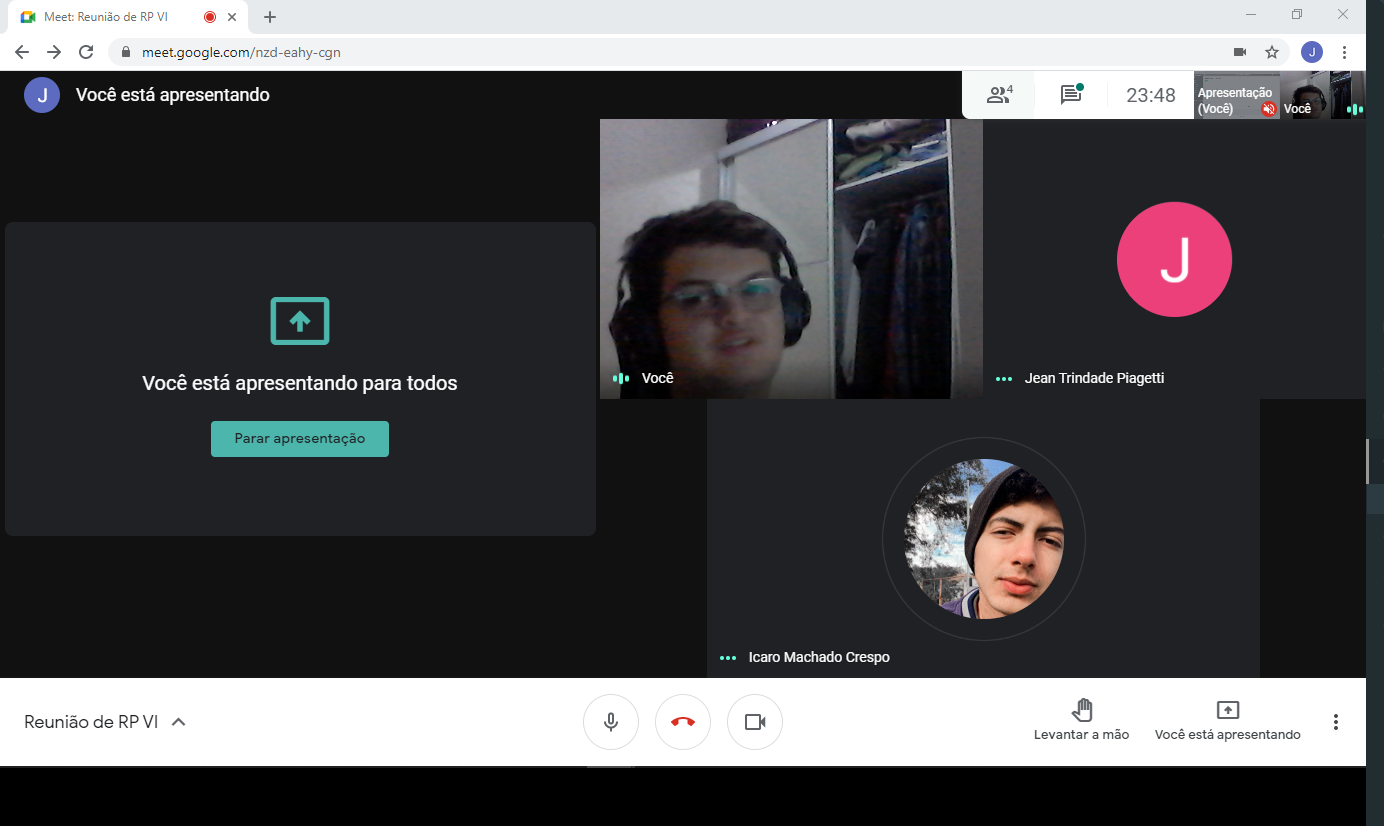 Meet: Reunião de RP VI
meet.google.com/nzd-eahy-cgn
J
J
Você está apresentando
4
23:48
Apresentação
(Você)
Você
Você está apresentando para todos
Parar apresentação
Você
J
Jean Trindade Piagetti
Icaro Machado Crespo
Reunião de RP VI
Levantar a mão
Você está apresentando